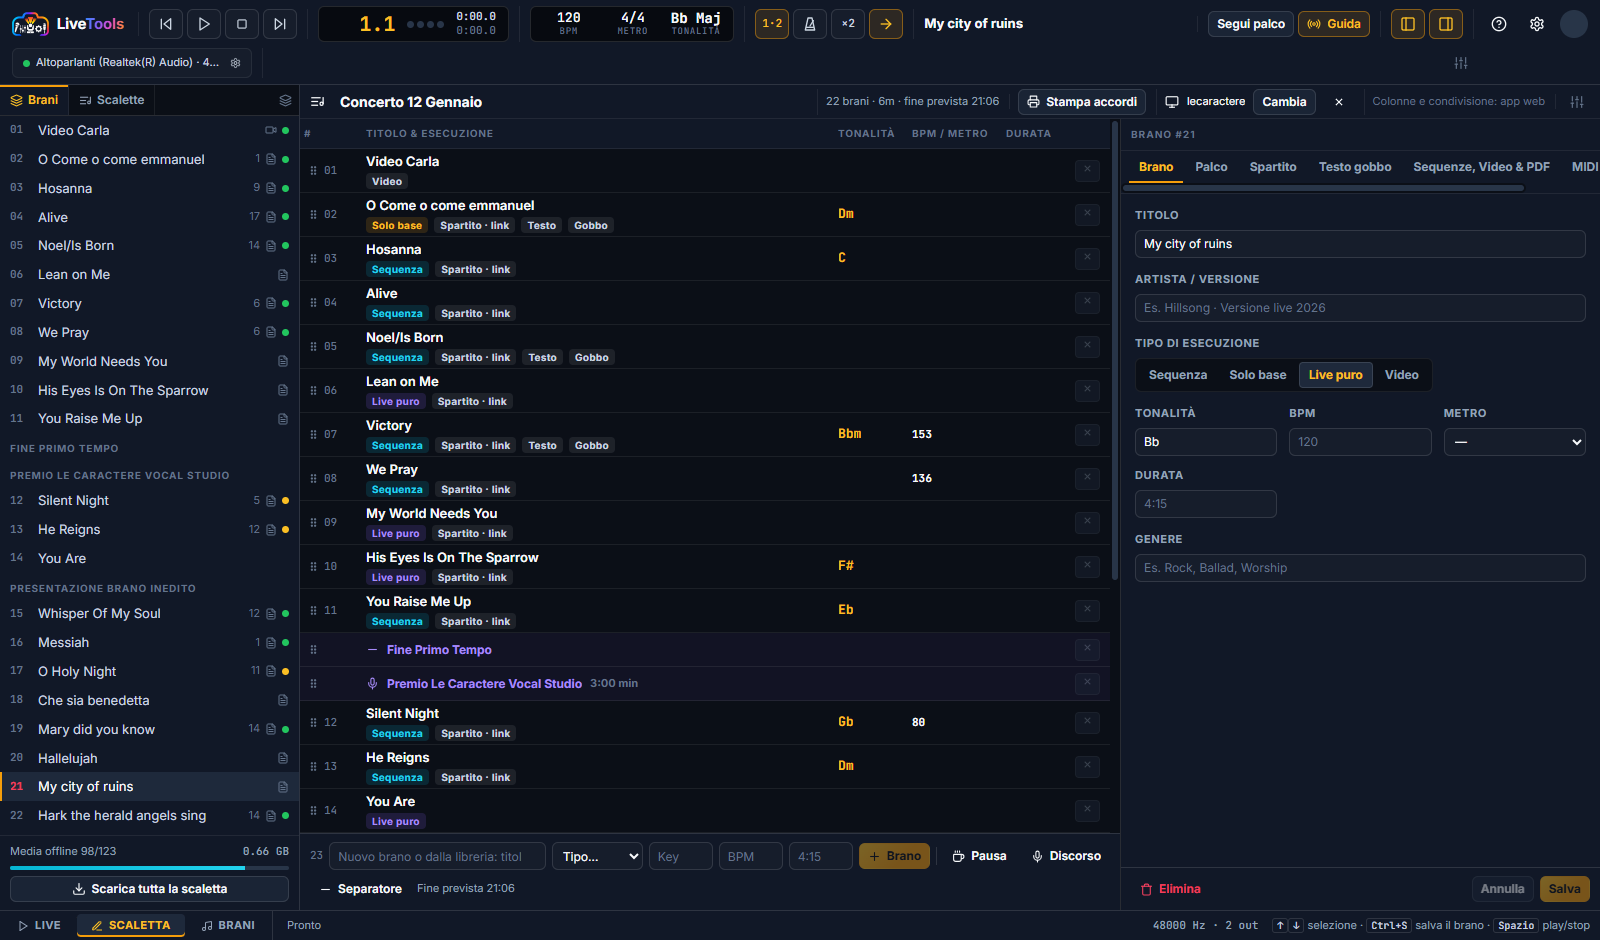 LiveTools
1.1
0:00.0
0:00.0
120
BPM
4/4
METRO
Bb Maj
TONALITÀ
1·2
×2
My city of ruins
Segui palco
Guida
Altoparlanti (Realtek(R) Audio) · 4...
Brani
Scalette
Concerto 12 Gennaio
22 brani · 6m · fine prevista 21:06
Stampa accordi
lecaractere
Cambia
×
Colonne e condivisione: app web
01 Video Carla
02 O Come o come emmanuel 1
03 Hosanna 9
04 Alive 17
05 Noel/Is Born 14
06 Lean on Me
07 Victory 6
08 We Pray 6
09 My World Needs You
10 His Eyes Is On The Sparrow
11 You Raise Me Up
FINE PRIMO TEMPO
PREMIO LE CARACTERE VOCAL STUDIO
12 Silent Night 5
13 He Reigns 12
14 You Are
PRESENTAZIONE BRANO INEDITO
15 Whisper Of My Soul 12
16 Messiah 1
17 O Holy Night 11
18 Che sia benedetta
19 Mary did you know 14
20 Hallelujah
21 My city of ruins
22 Hark the herald angels sing 14
Media offline 98/123 0.66 GB
Scarica tutta la scaletta
# TITOLO & ESECUZIONE TONALITÀ BPM / METRO DURATA
01 Video Carla
Video
02 O Come o come emmanuel Dm
Solo base Spartito · link Testo Gobbo
03 Hosanna C
Sequenza Spartito · link
04 Alive
Sequenza Spartito · link
05 Noel/Is Born
Sequenza Spartito · link Testo Gobbo
06 Lean on Me
Live puro Spartito · link
07 Victory Bbm 153
Sequenza Spartito · link Testo Gobbo
08 We Pray 136
Sequenza Spartito · link
09 My World Needs You
Live puro Spartito · link
10 His Eyes Is On The Sparrow F#
Live puro Spartito · link
11 You Raise Me Up Eb
Sequenza Spartito · link
— Fine Primo Tempo
Premio Le Caractere Vocal Studio 3:00 min
12 Silent Night Gb 80
Sequenza Spartito · link
13 He Reigns Dm
Sequenza Spartito · link
14 You Are
Live puro
23 Nuovo brano o dalla libreria: titol Tipo... Key BPM 4:15 + Brano Pausa Discorso
— Separatore Fine prevista 21:06
BRANO #21
Brano Palco Spartito Testo gobbo Sequenze, Video & PDF MIDI
TITOLO
My city of ruins
ARTISTA / VERSIONE
Es. Hillsong · Versione live 2026
TIPO DI ESECUZIONE
Sequenza Solo base Live puro Video
TONALITÀ BPM METRO
Bb 120 —
DURATA
4:15
GENERE
Es. Rock, Ballad, Worship
Elimina
Annulla
Salva
LIVE
SCALETTA
BRANI
Pronto
48000 Hz · 2 out ↑ ↓ selezione · Ctrl+S salva il brano · Spazio play/stop